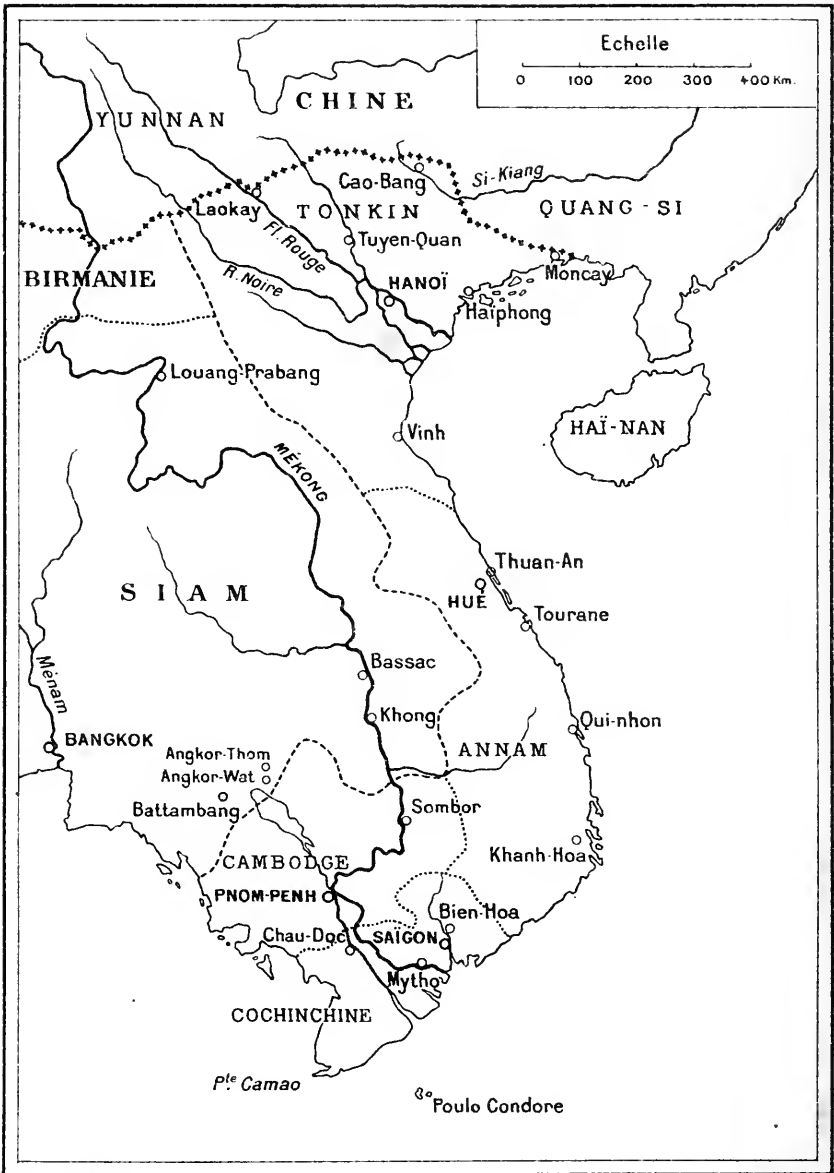 Echelle
0 100 200 300 400 Km.
CHINE
YUNNAN
Cao-Bang
Si-Kiang
Laokay
TONKIN
QUANG-SI
Tuyen-Quan
Fl. Rouge
Moncay
BIRMANIE
R. Noire
HANOÏ
Haïphong
Louang-Prabang
HAÏ-NAN
Vinh
MÉKONG
Thuan-An
SIAM
HUÉ
Tourane
Bassac
Ménam
Khong
Qui-nhon
BANGKOK
ANNAM
Angkor-Thom
Angkor-Wat
Battambang
Sombor
Khanh-Hoa
CAMBODGE
PNOM-PENH
Bien-Hoa
Chau-Doc
SAIGON
Mytho
COCHINCHINE
Pte Camao
Poulo Condore